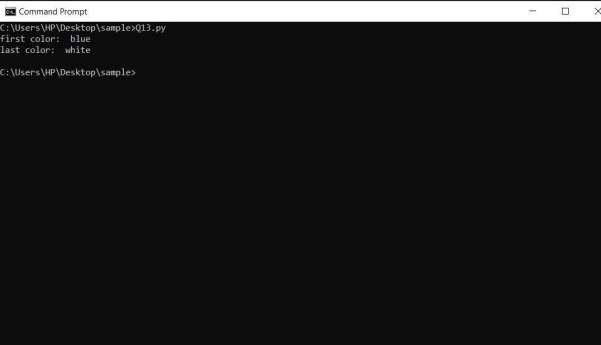 Command Prompt
C:\Users\HP\Desktop\sample>Q13.py
first color:  blue
last color:  white
C:\Users\HP\Desktop\sample>